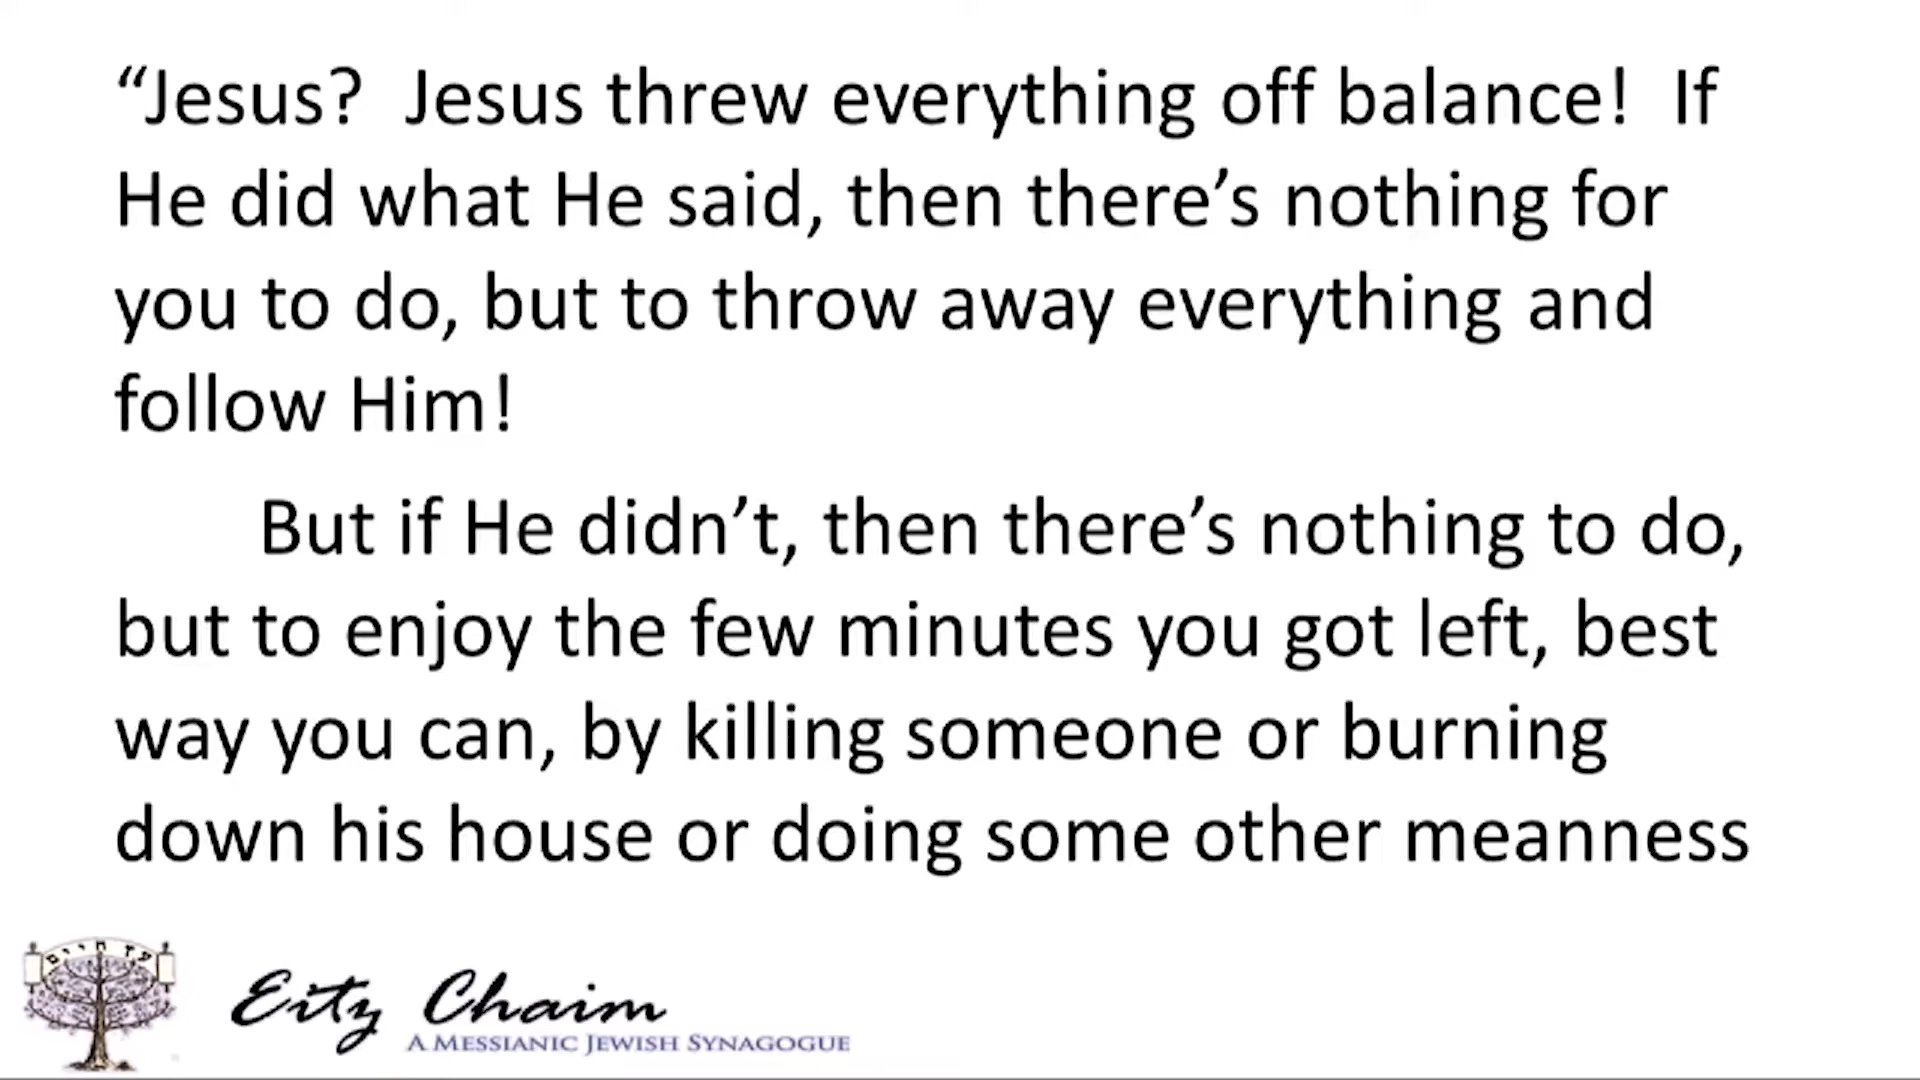 “Jesus?  Jesus threw everything off balance!  If
He did what He said, then there’s nothing for
you to do, but to throw away everything and
follow Him!
But if He didn’t, then there’s nothing to do,
but to enjoy the few minutes you got left, best
way you can, by killing someone or burning
down his house or doing some other meanness
עץ חיים
Eitz Chaim
A MESSIANIC JEWISH SYNAGOGUE